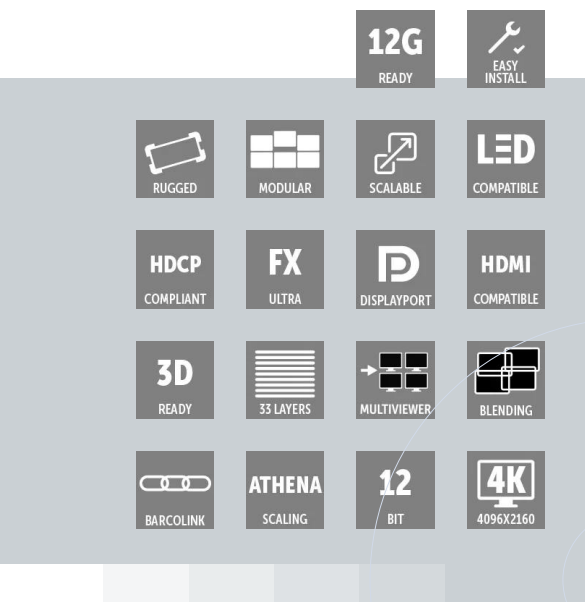 12G
READY
EASY
INSTALL
RUGGED
MODULAR
SCALABLE
LED
COMPATIBLE
HDCP
COMPLIANT
FX
ULTRA
DISPLAYPORT
HDMI
COMPATIBLE
3D
READY
33 LAYERS
MULTIVIEWER
BLENDING
BARCOLINK
ATHENA
SCALING
12
BIT
4K
4096X2160